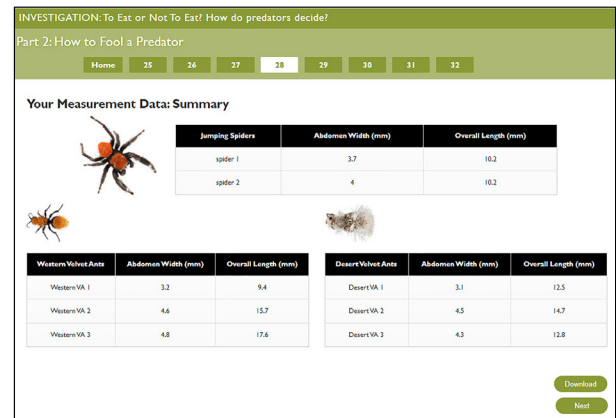 INVESTIGATION: To Eat or Not To Eat? How do predators decide?
Part 2: How to Fool a Predator
Home 25 26 27 28 29 30 31 32
Your Measurement Data: Summary
Jumping Spiders Abdomen Width (mm) Overall Length (mm)
spider 1 3.7 10.2
spider 2 4 10.2
Western Velvet Ants Abdomen Width (mm) Overall Length (mm)
Western VA 1 3.2 9.4
Western VA 2 4.6 15.7
Western VA 3 4.8 17.6
Desert Velvet Ants Abdomen Width (mm) Overall Length (mm)
Desert VA 1 3.1 12.5
Desert VA 2 4.5 14.7
Desert VA 3 4.3 12.8
Download
Next